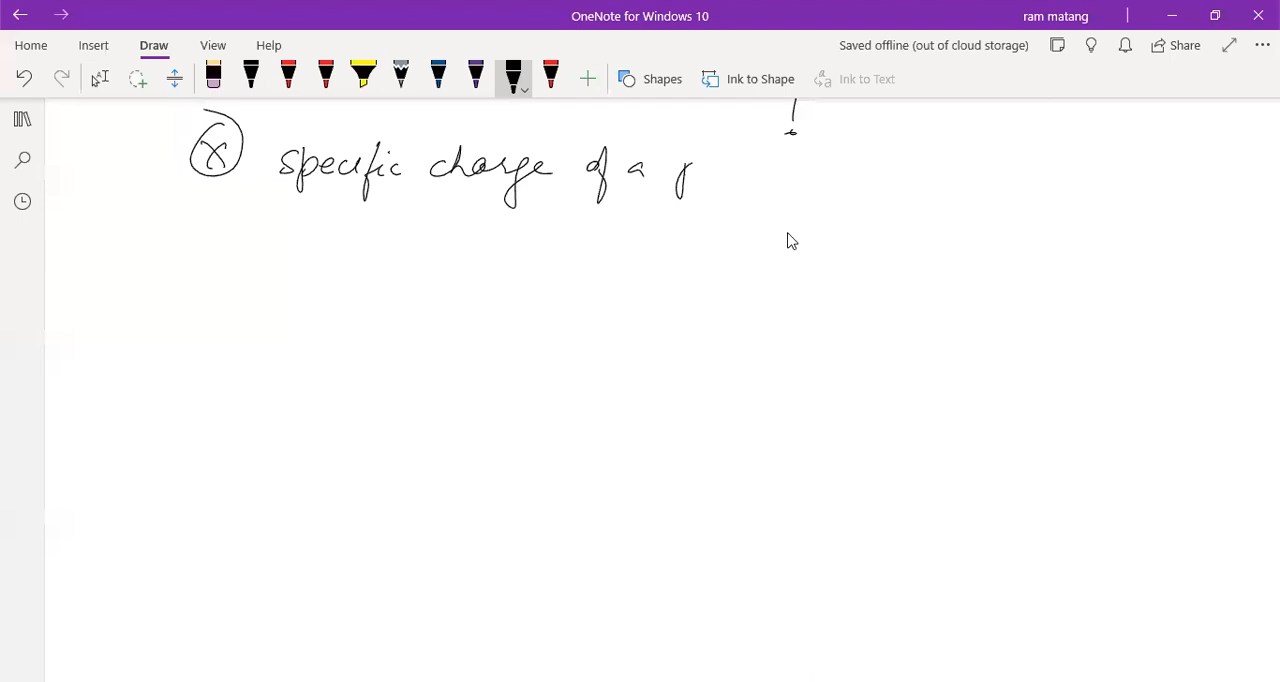 OneNote for Windows 10
ram matang
Home Insert Draw View Help
Saved offline (out of cloud storage)
Share
Shapes
Ink to Shape
Ink to Text
specific charge of a